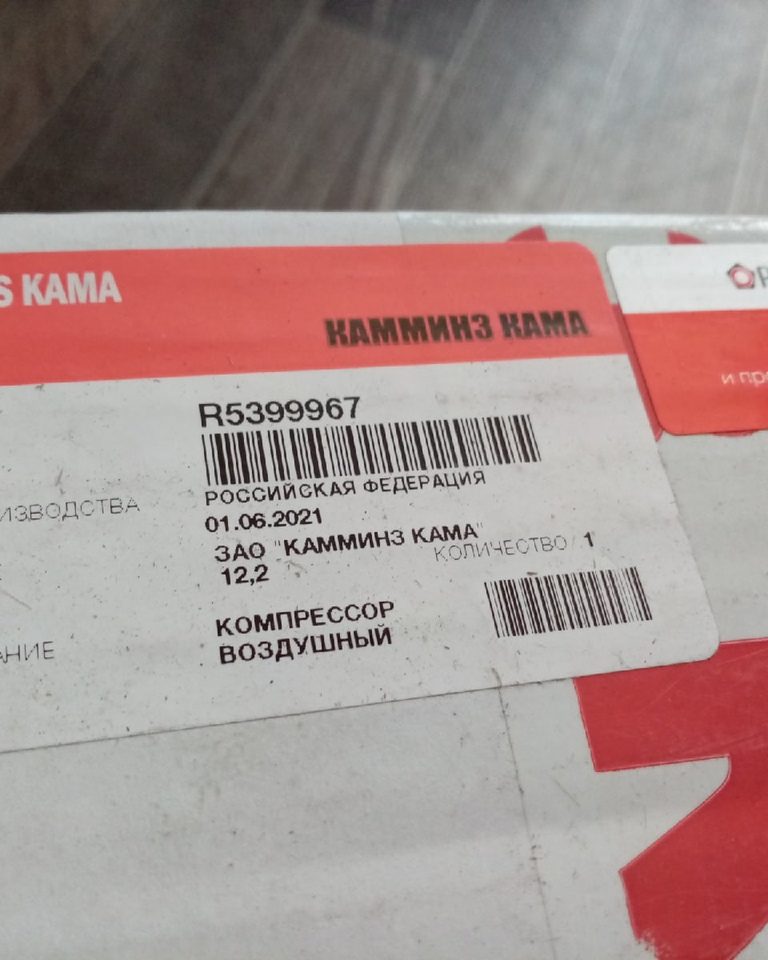 S KAMA
КАММИНЗ КАМА
R5399967
РОССИЙСКАЯ ФЕДЕРАЦИЯ
ИЗВОДСТВА
01.06.2021
ЗАО "КАММИНЗ КАМА"
КОЛИЧЕСТВО/ 1
12,2
КОМПРЕССОР
ВОЗДУШНЫЙ
АНИЕ
и про